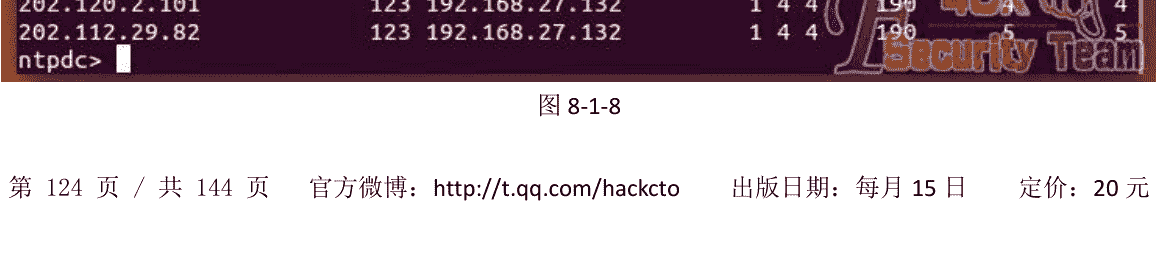 202.120.2.101 123 192.168.27.132 1 4 4 190 4 4
202.112.29.82 123 192.168.27.132 1 4 4 190 5 5
ntpdc>
Security Team
图 8-1-8
第 124 页 / 共 144 页 官方微博：http://t.qq.com/hackcto 出版日期：每月 15 日 定价：20 元